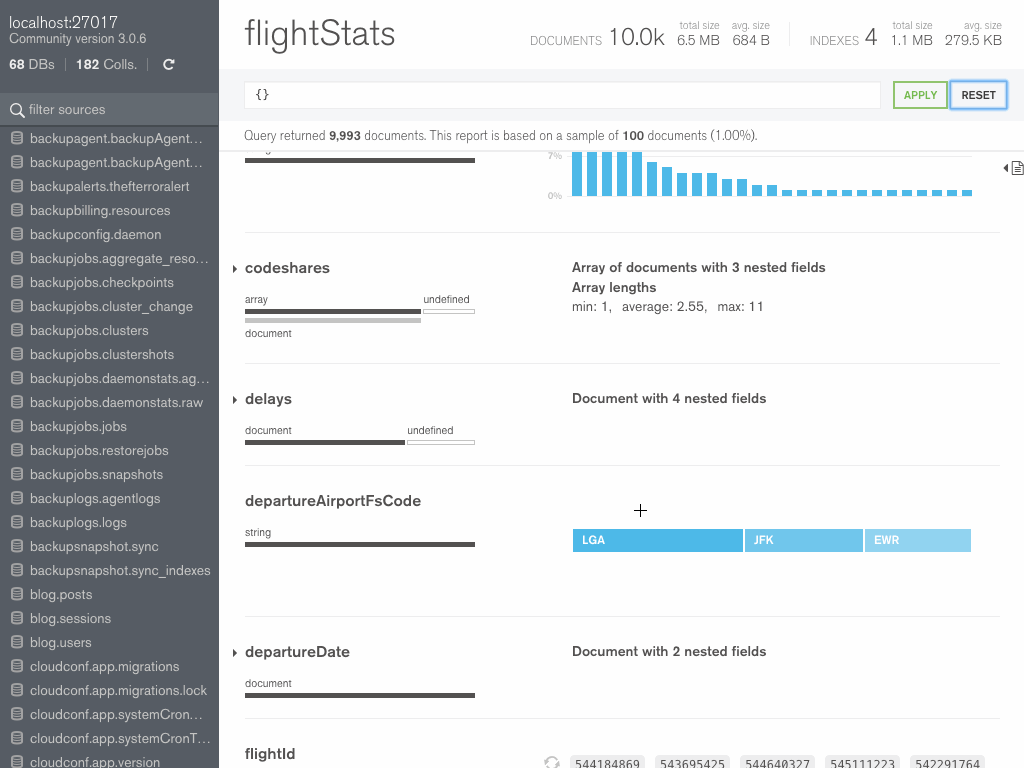 localhost:27017
Community version 3.0.6
68 DBs | 182 Colls.
filter sources
backupagent.backupAgent...
backupagent.backupAgent...
backupalerts.thefterroralert
backupbilling.resources
backupconfig.daemon
backupjobs.aggregate_reso...
backupjobs.checkpoints
backupjobs.cluster_change
backupjobs.clusters
backupjobs.clustershots
backupjobs.daemonstats.ag...
backupjobs.daemonstats.raw
backupjobs.jobs
backupjobs.restorejobs
backupjobs.snapshots
backuplogs.agentlogs
backuplogs.logs
backupsnapshot.sync
backupsnapshot.sync_indexes
blog.posts
blog.sessions
blog.users
cloudconf.app.migrations
cloudconf.app.migrations.lock
cloudconf.app.systemCron...
cloudconf.app.systemCronT...
cloudconf.app.version
flightStats
DOCUMENTS 10.0k total size 6.5 MB avg. size 684 B
INDEXES 4 total size 1.1 MB avg. size 279.5 KB
{}
APPLY RESET
Query returned 9,993 documents. This report is based on a sample of 100 documents (1.00%).
7%
0%
codeshares
array undefined
document
Array of documents with 3 nested fields
Array lengths
min: 1, average: 2.55, max: 11
delays
document undefined
Document with 4 nested fields
departureAirportFsCode
string
LGA JFK EWR
departureDate
document
Document with 2 nested fields
flightId
544184869 543695425 544640327 545111223 542291764